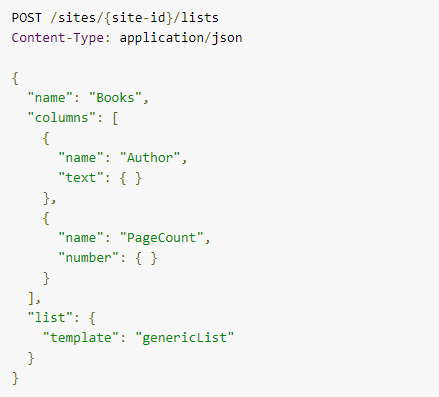 POST /sites/{site-id}/lists
Content-Type: application/json

{
  "name": "Books",
  "columns": [
    {
      "name": "Author",
      "text": { }
    },
    {
      "name": "PageCount",
      "number": { }
    }
  ],
  "list": {
    "template": "genericList"
  }
}